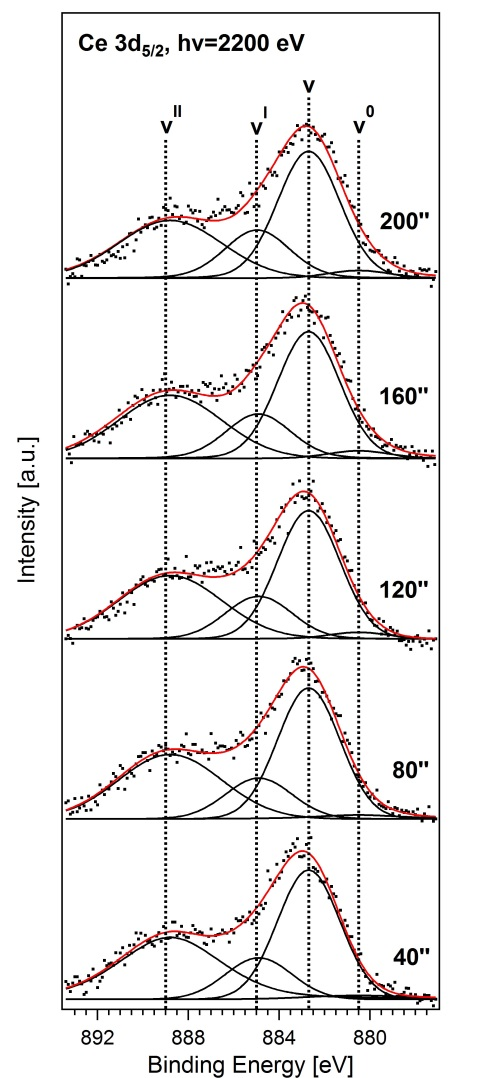 Ce 3d5/2, hv=2200 eV
vII vI v v0
200"
160"
120"
80"
40"
Intensity [a.u.]
892 888 884 880
Binding Energy [eV]